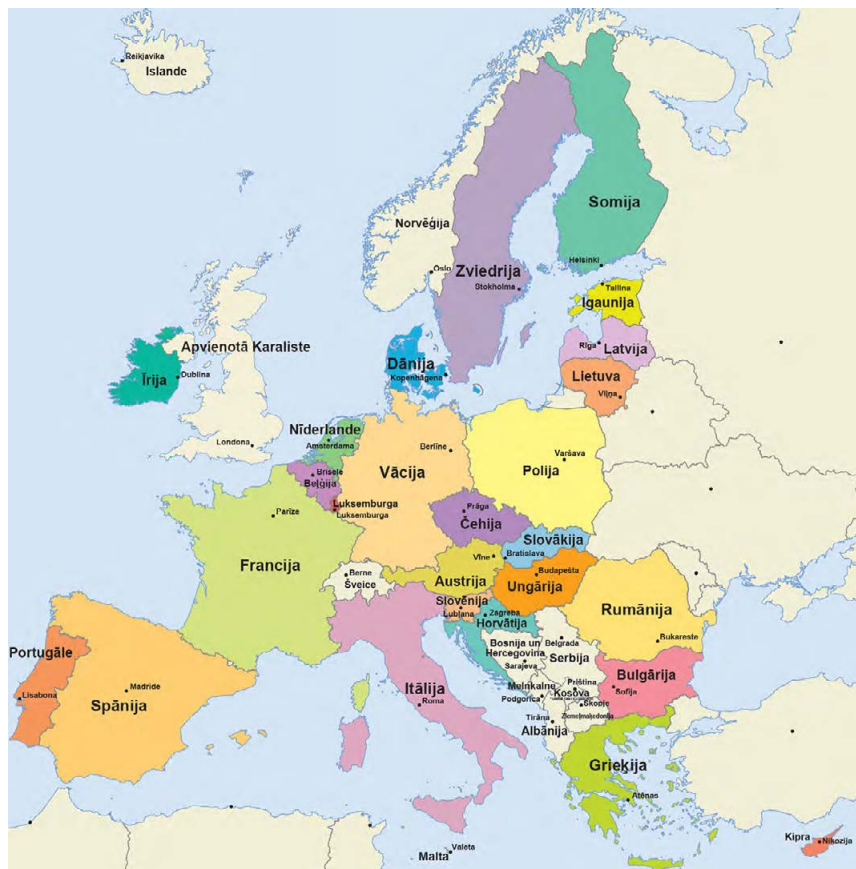 Reikjavika
Islande
Somija
Norvēģija
Helsinki
Oslo
Zviedrija
Stokholma
Tallina
Igaunija
Apvienotā Karaliste
Rīga
Latvija
Dānija
Kopenhāgena
Īrija
Dublina
Lietuva
Viļņa
Nīderlande
Amsterdama
Londona
Berlīne
Varšava
Vācija
Polija
Brisele
Beļģija
Luksemburga
Luksemburga
Parīze
Prāga
Čehija
Slovākija
Vīne
Bratislava
Francija
Berne
Šveice
Austrija
Budapešta
Ungārija
Slovēnija
Ļubļana
Zagreba
Horvātija
Rumānija
Bukareste
Bosnija un
Hercegovina
Sarajeva
Belgrada
Serbija
Portugāle
Lisabona
Madride
Spānija
Itālija
Roma
Melnkalne
Podgorica
Priština
Kosova
Bulgārija
Sofija
Skopje
Ziemeļmaķedonija
Tirāna
Albānija
Grieķija
Atēnas
Valeta
Malta
Kipra
Nikozija